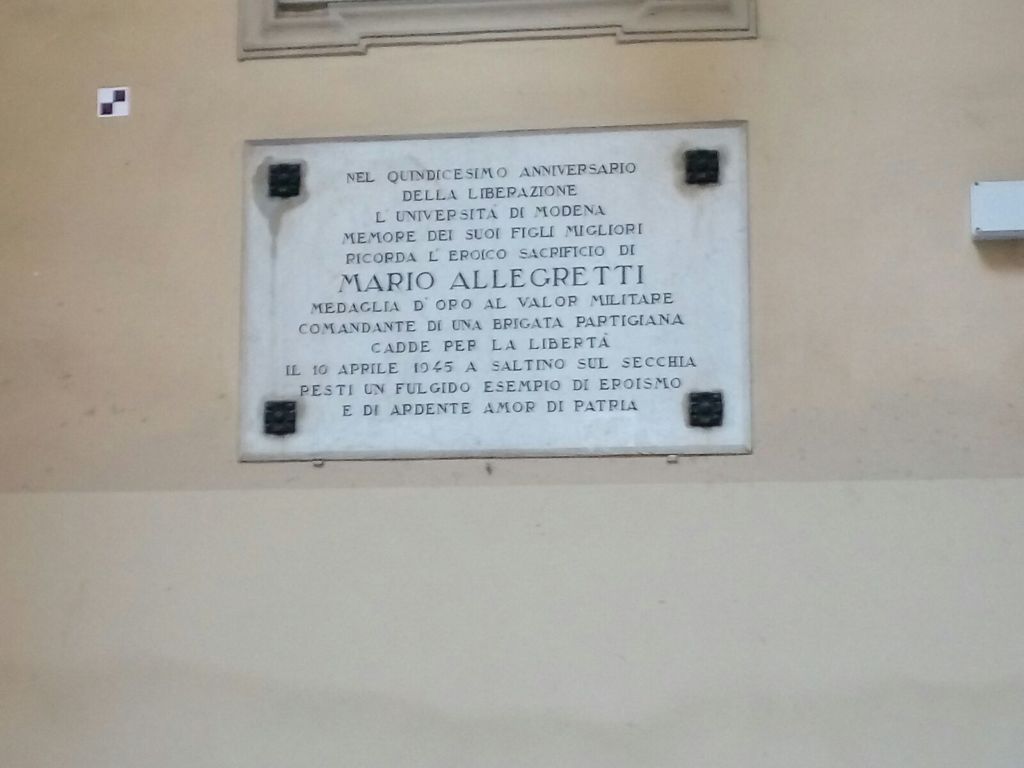 NEL QUINDICESIMO ANNIVERSARIO
DELLA LIBERAZIONE
L'UNIVERSITÀ DI MODENA
MEMORE DEI SUOI FIGLI MIGLIORI
RICORDA L'EROICO SACRIFICIO DI
MARIO ALLEGRETTI
MEDAGLIA D'ORO AL VALOR MILITARE
COMANDANTE DI UNA BRIGATA PARTIGIANA
CADDE PER LA LIBERTÀ
IL 10 APRILE 1945 A SALTINO SUL SECCHIA
PESTI UN FULGIDO ESEMPIO DI EROISMO
E DI ARDENTE AMOR DI PATRIA